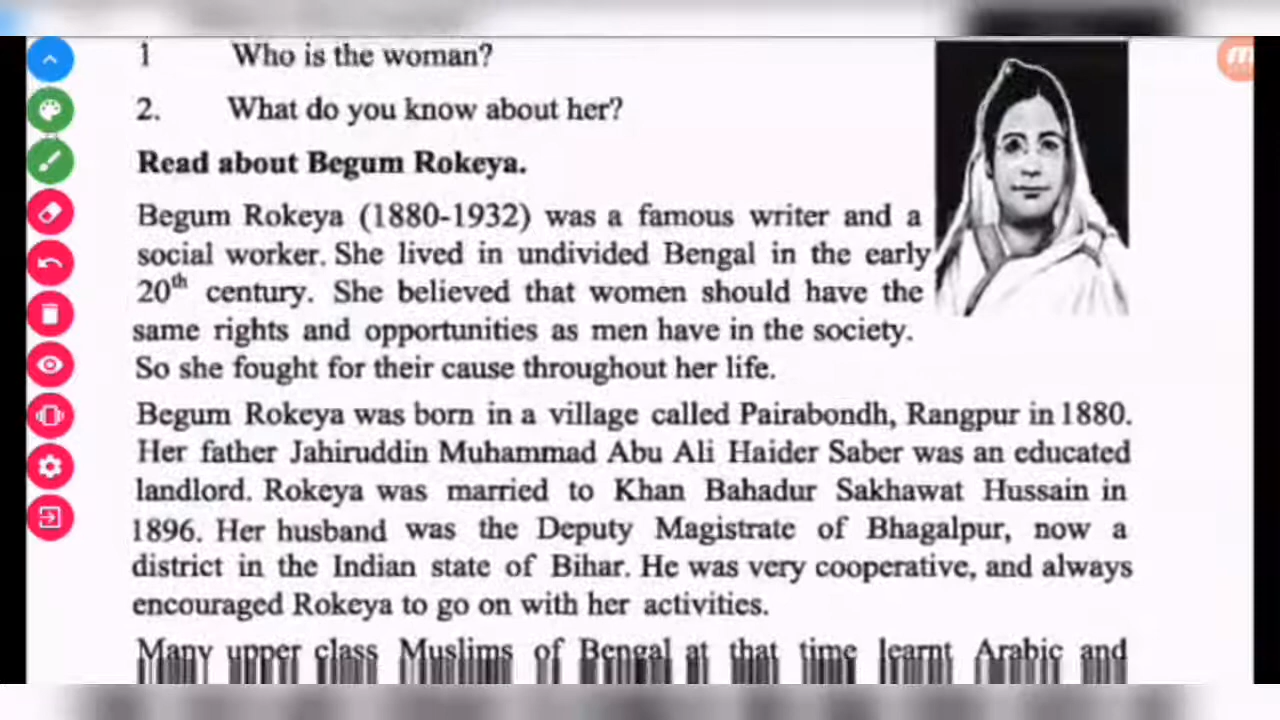 1 Who is the woman?
2. What do you know about her?
Read about Begum Rokeya.
Begum Rokeya (1880-1932) was a famous writer and a
social worker. She lived in undivided Bengal in the early
20th century. She believed that women should have the
same rights and opportunities as men have in the society.
So she fought for their cause throughout her life.
Begum Rokeya was born in a village called Pairabondh, Rangpur in 1880.
Her father Jahiruddin Muhammad Abu Ali Haider Saber was an educated
landlord. Rokeya was married to Khan Bahadur Sakhawat Hussain in
1896. Her husband was the Deputy Magistrate of Bhagalpur, now a
district in the Indian state of Bihar. He was very cooperative, and always
encouraged Rokeya to go on with her activities.
Many upper class Muslims of Bengal at that time learnt Arabic and